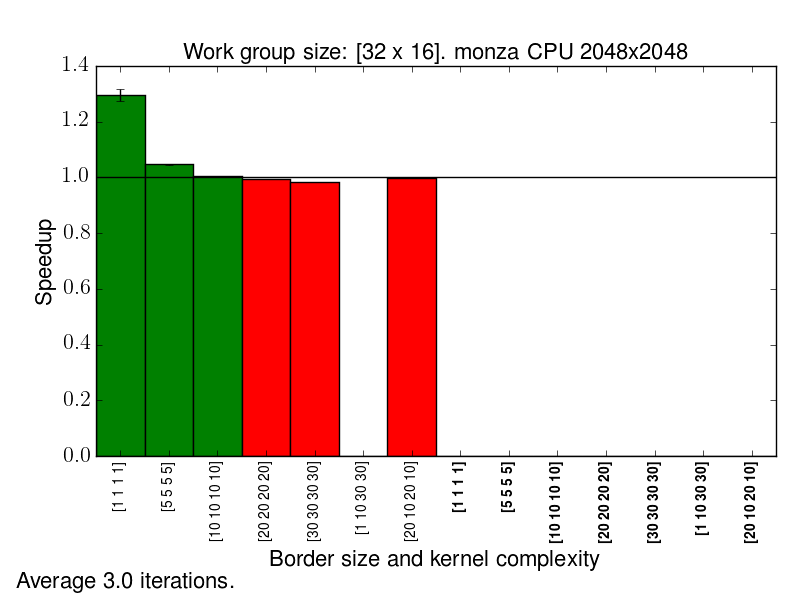 Work group size: [32 x 16]. monza CPU 2048x2048
1.4
1.2
1.0
0.8
0.6
0.4
0.2
0.0
Speedup
[1 1 1 1]
[5 5 5 5]
[10 10 10 10]
[20 20 20 20]
[30 30 30 30]
[1 10 30 30]
[20 10 20 10]
[1 1 1 1]
[5 5 5 5]
[10 10 10 10]
[20 20 20 20]
[30 30 30 30]
[1 10 30 30]
[20 10 20 10]
Border size and kernel complexity
Average 3.0 iterations.